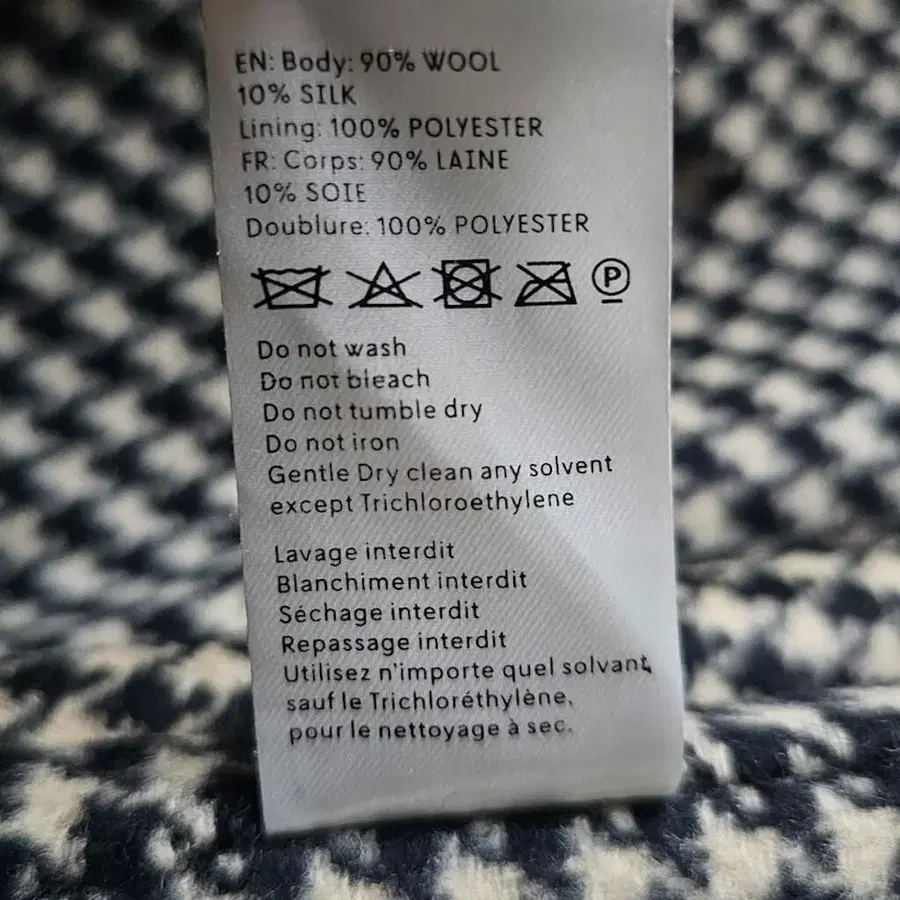 EN: Body: 90% WOOL
10% SILK
Lining: 100% POLYESTER
FR: Corps: 90% LAINE
10% SOIE
Doublure: 100% POLYESTER
P
Do not wash
Do not bleach
Do not tumble dry
Do not iron
Gentle Dry clean any solvent
except Trichloroethylene
Lavage interdit
Blanchiment interdit
Séchage interdit
Repassage interdit
Utilisez n'importe quel solvant,
sauf le Trichloréthylène,
pour le nettoyage à sec.